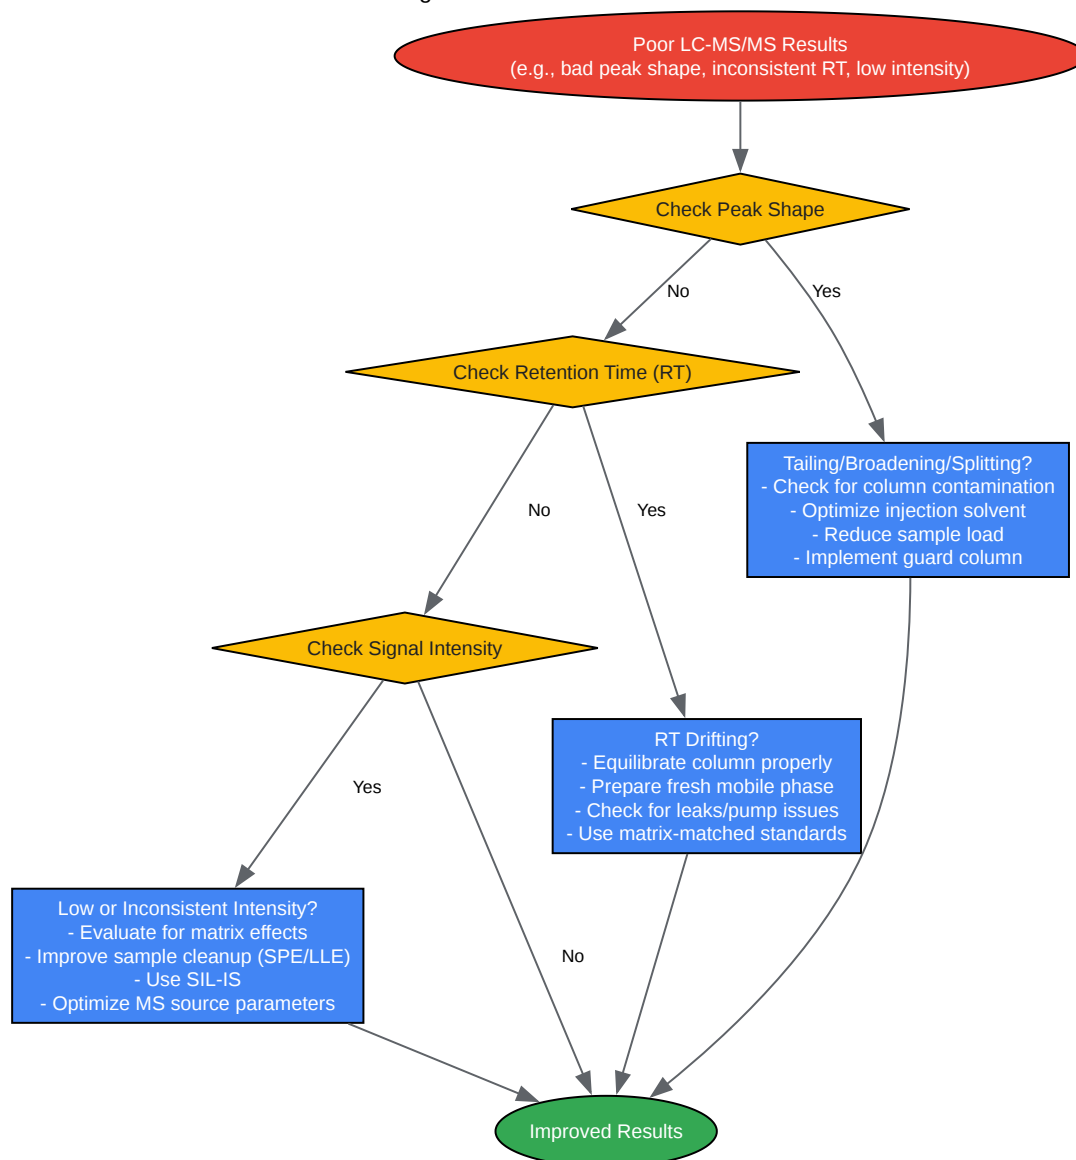 Poor LC-MS/MS Results
(e.g., bad peak shape, inconsistent RT, low intensity)
Check Peak Shape
No
Yes
Check Retention Time (RT)
Tailing/Broadening/Splitting?
- Check for column contamination
- Optimize injection solvent
- Reduce sample load
- Implement guard column
No
Yes
Check Signal Intensity
RT Drifting?
- Equilibrate column properly
- Prepare fresh mobile phase
- Check for leaks/pump issues
- Use matrix-matched standards
Yes
Low or Inconsistent Intensity?
- Evaluate for matrix effects
- Improve sample cleanup (SPE/LLE)
- Use SIL-IS
- Optimize MS source parameters
No
Improved Results